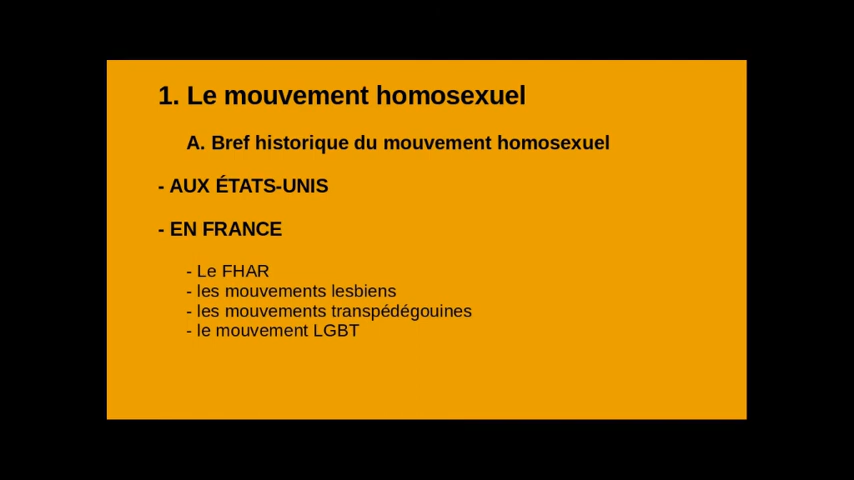 1. Le mouvement homosexuel
A. Bref historique du mouvement homosexuel
- AUX ÉTATS-UNIS
- EN FRANCE
- Le FHAR
- les mouvements lesbiens
- les mouvements transpédégouines
- le mouvement LGBT